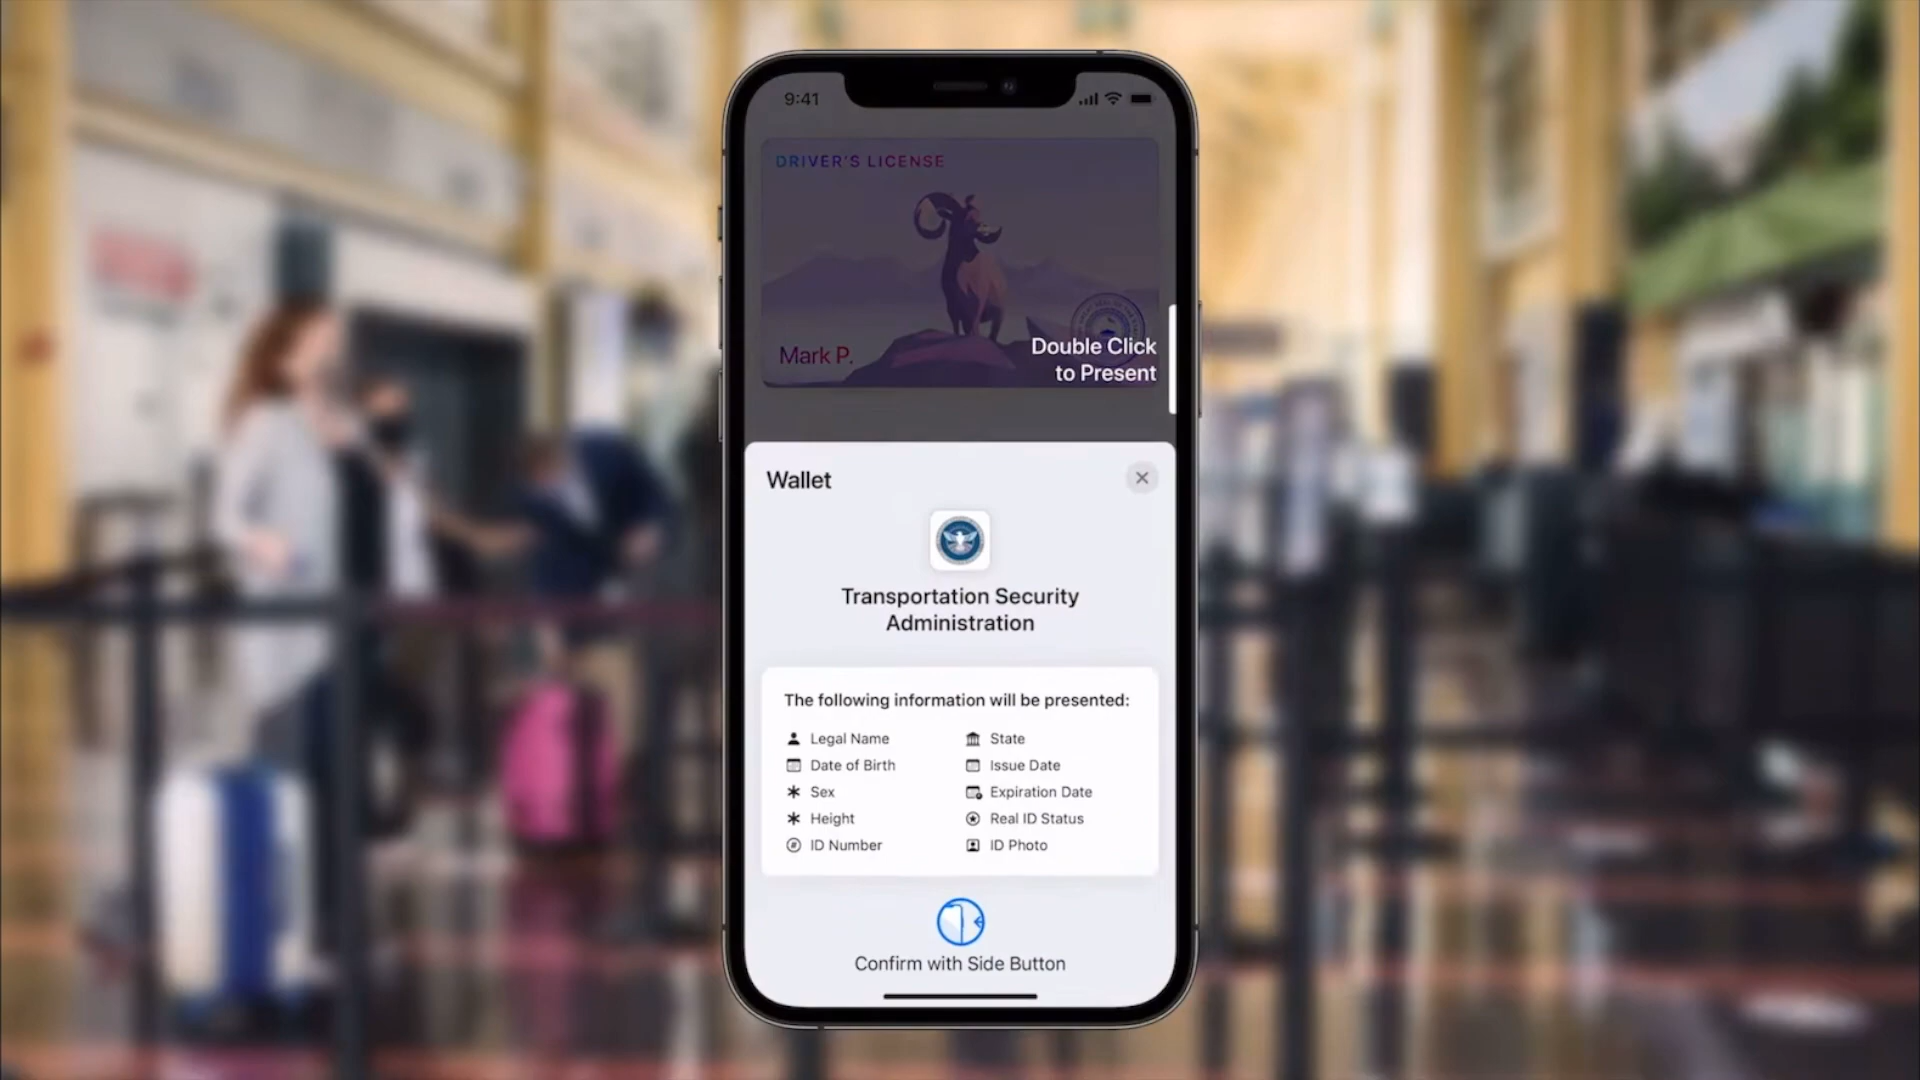 9:41
DRIVER'S LICENSE
Mark P.
Double Click
to Present
Wallet
Transportation Security
Administration
The following information will be presented:
Legal Name
State
Date of Birth
Issue Date
Sex
Expiration Date
Height
Real ID Status
ID Number
ID Photo
Confirm with Side Button